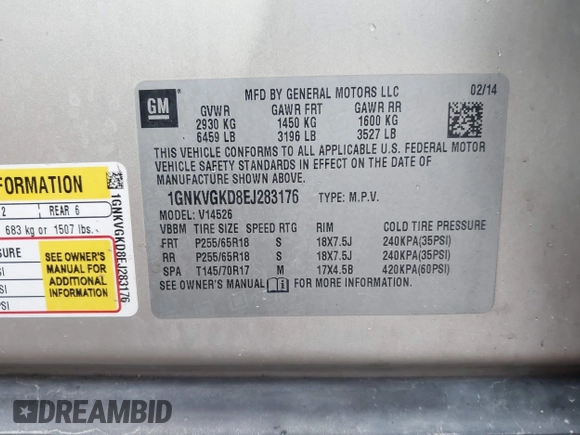 MFD BY GENERAL MOTORS LLC 02/14
GM
GVWR GAWR FRT GAWR RR
2930 KG 1450 KG 1600 KG
6459 LB 3196 LB 3527 LB
THIS VEHICLE CONFORMS TO ALL APPLICABLE U.S. FEDERAL MOTOR
VEHICLE SAFETY STANDARDS IN EFFECT ON THE DATE OF
MANUFACTURE SHOWN ABOVE.
1GNKVGKD8EJ283176 TYPE: M.P.V.
MODEL: V14526
VBBM TIRE SIZE SPEED RTG RIM COLD TIRE PRESSURE
FRT P255/65R18 S 18X7.5J 240KPA(35PSI)
RR P255/65R18 S 18X7.5J 240KPA(35PSI)
SPA T145/70R17 M 17X4.5B 420KPA(60PSI)
SEE OWNER'S MANUAL FOR MORE INFORMATION.
FORMATION
2 REAR 6
683 kg or 1507 lbs.
SURE
SI
SI
PSI
SEE OWNER'S
MANUAL FOR
ADDITIONAL
INFORMATION
1GNKVGKD8EJ283176
DREAMBID